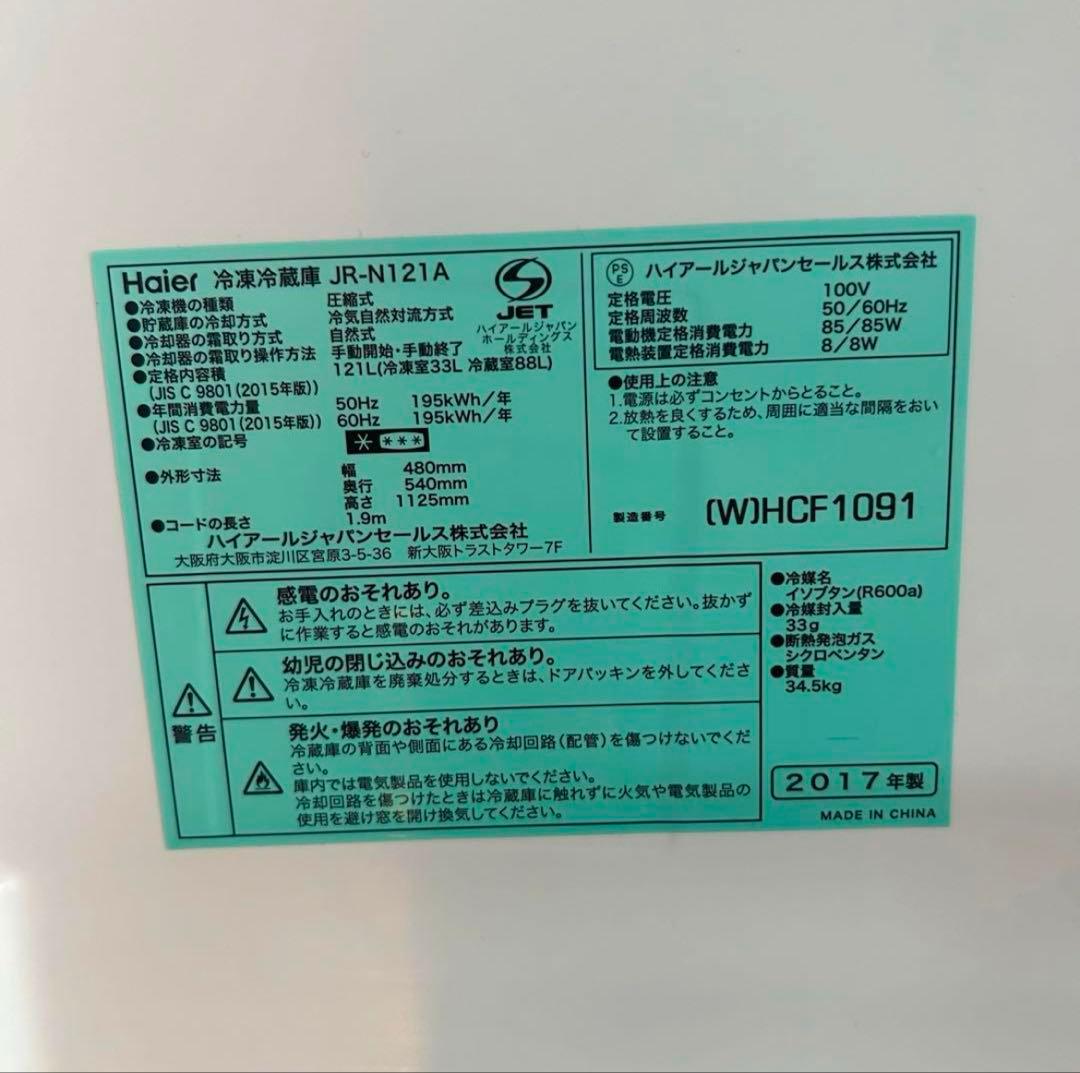 Haier 冷凍冷蔵庫 JR-N121A
●冷凍機の種類 圧縮式
●貯蔵庫の冷却方式 冷気自然対流方式
●冷却器の霜取り方式 自然式
●冷却器の霜取り操作方法 手動開始・手動終了
●定格内容積 121L(冷凍室33L 冷蔵室88L)
(JIS C 9801(2015年版))
●年間消費電力量 50Hz 195kWh/年
(JIS C 9801(2015年版)) 60Hz 195kWh/年
●冷凍室の記号
●外形寸法 幅 480mm
奥行 540mm
高さ 1125mm
●コードの長さ 1.9m
ハイアールジャパンセールス株式会社
大阪府大阪市淀川区宮原3-5-36 新大阪トラストタワー7F
JET
ハイアールジャパン
ホールディングス
株式会社
PSE ハイアールジャパンセールス株式会社
定格電圧 100V
定格周波数 50/60Hz
電動機定格消費電力 85/85W
電熱装置定格消費電力 8/8W
●使用上の注意
1.電源は必ずコンセントからとること。
2.放熱を良くするため、周囲に適当な間隔をおい
て設置すること。
製造番号 (W)HCF1091
警告
感電のおそれあり。
お手入れのときには、必ず差込みプラグを抜いてください。抜かず
に作業すると感電のおそれがあります。
幼児の閉じ込みのおそれあり。
冷凍冷蔵庫を廃棄処分するときは、ドアパッキンを外してくださ
い。
発火・爆発のおそれあり
冷蔵庫の背面や側面にある冷却回路(配管)を傷つけないでくだ
さい。
庫内では電気製品を使用しないでください。
冷却回路を傷つけたときは冷蔵庫に触れずに火気や電気製品の
使用を避け窓を開け換気してください。
●冷媒名
イソブタン(R600a)
●冷媒封入量
33g
●断熱発泡ガス
シクロペンタン
●質量
34.5kg
2017年製
MADE IN CHINA